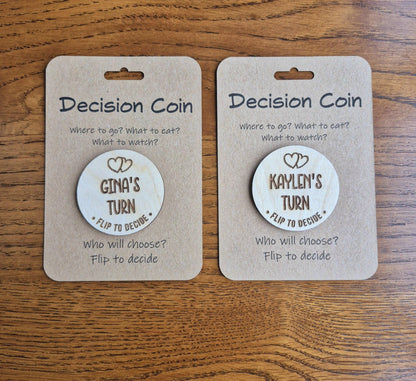 Decision Coin
Where to go? What to eat?
What to watch?
GINA'S
TURN
• FLIP TO DECIDE •
Who will choose?
Flip to decide
Decision Coin
Where to go? What to eat?
What to watch?
KAYLEN'S
TURN
• FLIP TO DECIDE •
Who will choose?
Flip to decide